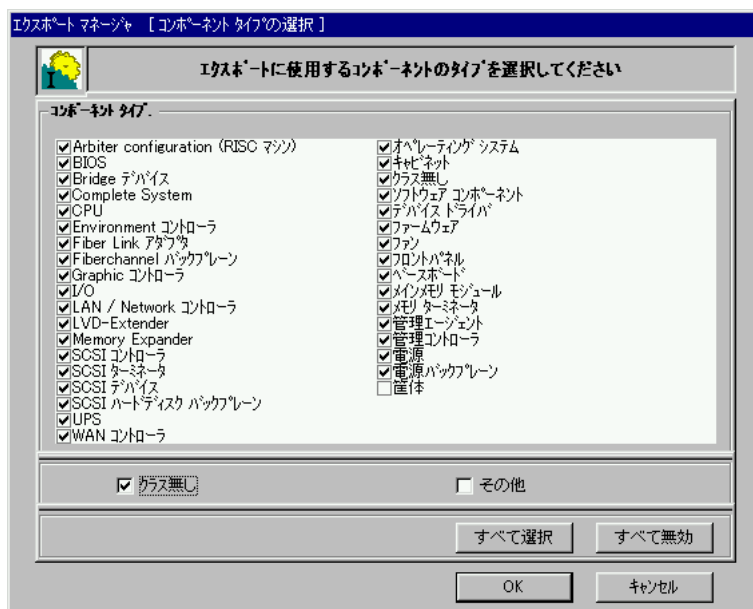 ｴｸｽﾎﾟｰﾄ ﾏﾈｰｼﾞｬ ［ｺﾝﾎﾟｰﾈﾝﾄ ﾀｲﾌﾟの選択］
ｴｸｽﾎﾟｰﾄに使用するｺﾝﾎﾟｰﾈﾝﾄのﾀｲﾌﾟを選択してください
ｺﾝﾎﾟｰﾈﾝﾄ ﾀｲﾌﾟ.
Arbiter configuration (RISC ﾏｼﾝ)
BIOS
Bridge ﾃﾞﾊﾞｲｽ
Complete System
CPU
Environment ｺﾝﾄﾛｰﾗ
Fiber Link ｱﾀﾞﾌﾟﾀ
Fiberchannel ﾊﾞｯｸﾌﾟﾚｰﾝ
Graphic ｺﾝﾄﾛｰﾗ
I/O
LAN / Network ｺﾝﾄﾛｰﾗ
LVD-Extender
Memory Expander
SCSI ｺﾝﾄﾛｰﾗ
SCSI ﾀｰﾐﾈｰﾀ
SCSI ﾃﾞﾊﾞｲｽ
SCSI ﾊｰﾄﾞﾃﾞｨｽｸ ﾊﾞｯｸﾌﾟﾚｰﾝ
UPS
WAN ｺﾝﾄﾛｰﾗ
ｵﾍﾟﾚｰﾃｨﾝｸﾞ ｼｽﾃﾑ
ｷｬﾋﾞﾈｯﾄ
ｸﾗｽ無し
ｿﾌﾄｳｪｱ ｺﾝﾎﾟｰﾈﾝﾄ
ﾃﾞﾊﾞｲｽ ﾄﾞﾗｲﾊﾞ
ﾌｧｰﾑｳｪｱ
ﾌｧﾝ
ﾌﾛﾝﾄﾊﾟﾈﾙ
ﾍﾞｰｽﾎﾞｰﾄﾞ
ﾒｲﾝﾒﾓﾘ ﾓｼﾞｭｰﾙ
ﾒﾓﾘ ﾀｰﾐﾈｰﾀ
管理ｴｰｼﾞｪﾝﾄ
管理ｺﾝﾄﾛｰﾗ
電源
電源ﾊﾞｯｸﾌﾟﾚｰﾝ
筐体
ｸﾗｽ無し
その他
すべて選択
すべて無効
OK
ｷｬﾝｾﾙ